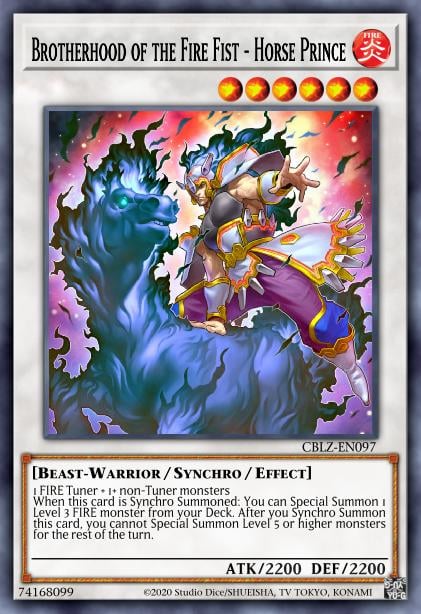 BROTHERHOOD OF THE FIRE FIST - HORSE PRINCE
FIRE
炎
CBLZ-EN097
[BEAST-WARRIOR / SYNCHRO / EFFECT]
1 FIRE Tuner + 1+ non-Tuner monsters
When this card is Synchro Summoned: You can Special Summon 1
Level 3 FIRE monster from your Deck. After you Synchro Summon
this card, you cannot Special Summon Level 5 or higher monsters
for the rest of the turn.
ATK/2200 DEF/2200
74168099
©2020 Studio Dice/SHUEISHA, TV TOKYO, KONAMI